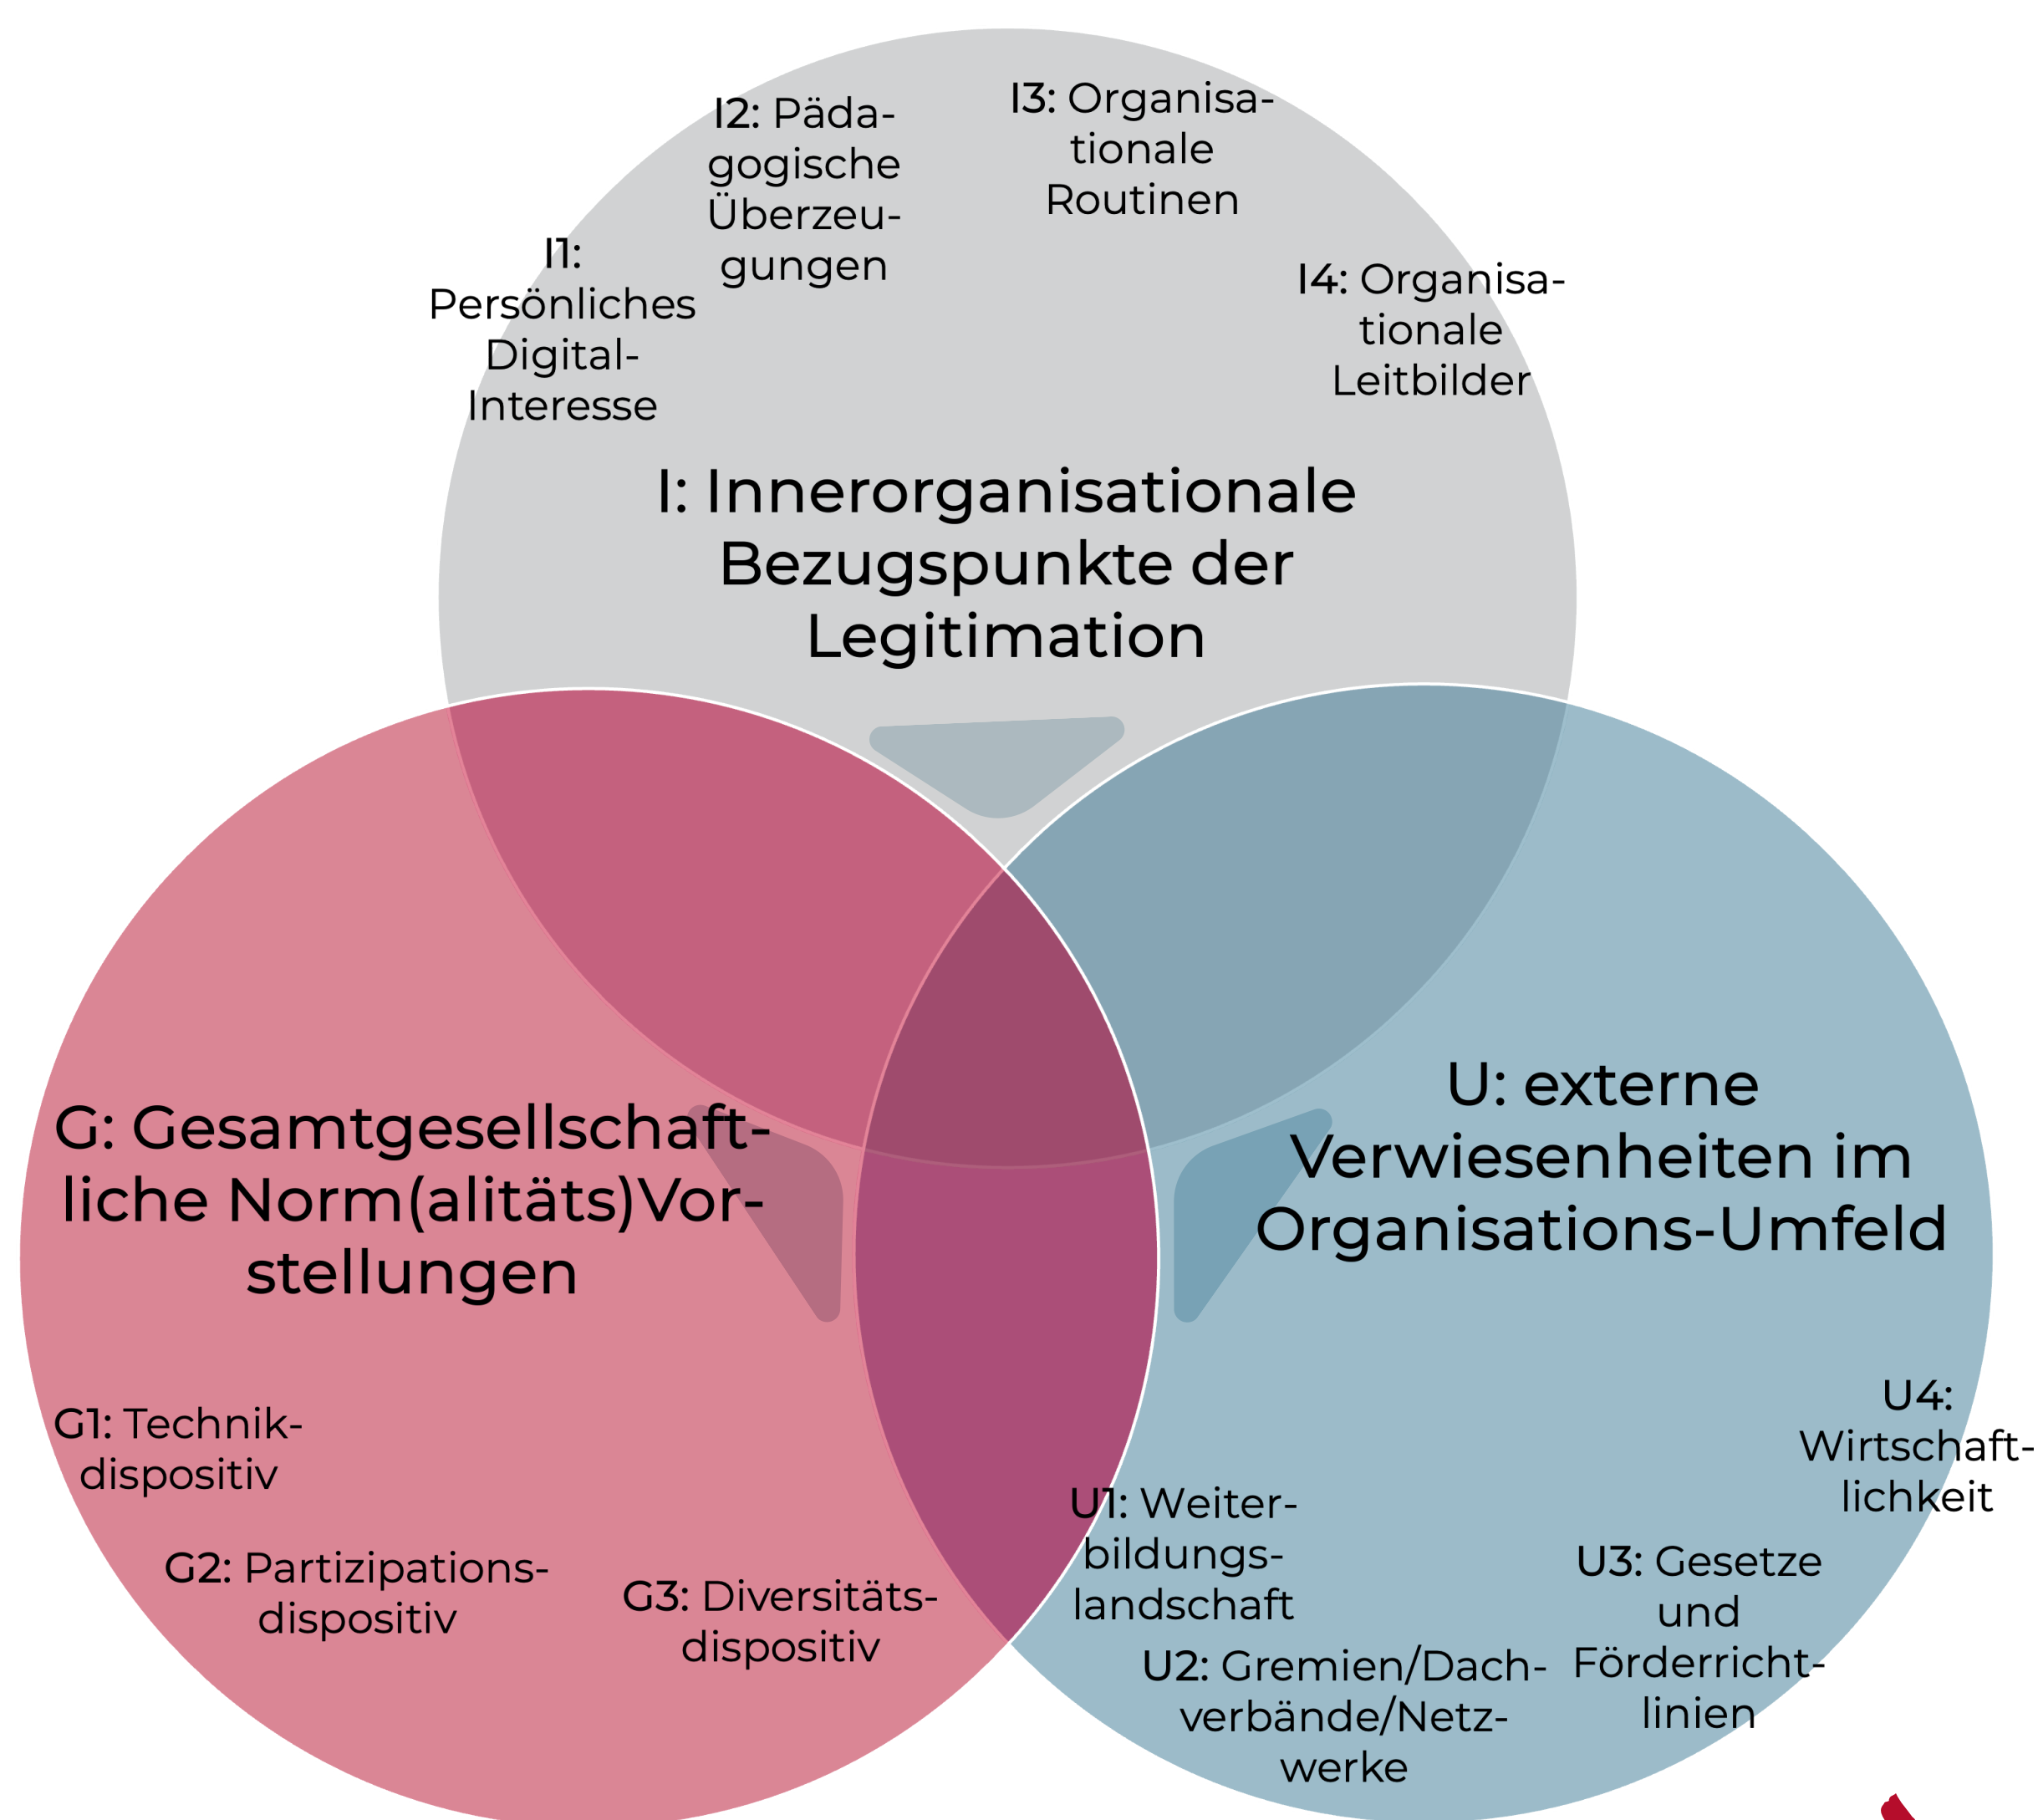 I1:
Persönliches
Digital-
Interesse
I2: Päda-
gogische
Überzeu-
gungen
I3: Organisa-
tionale
Routinen
I4: Organisa-
tionale
Leitbilder
I: Innerorganisationale
Bezugspunkte der
Legitimation
G: Gesamtgesellschaft-
liche Norm(alitäts)Vor-
stellungen
G1: Technik-
dispositiv
G2: Partizipations-
dispositiv
G3: Diversitäts-
dispositiv
U: externe
Verwiesenheiten im
Organisations-Umfeld
U1: Weiter-
bildungs-
landschaft
U2: Gremien/Dach-
verbände/Netz-
werke
U3: Gesetze
und
Förderricht-
linien
U4:
Wirtschaft-
lichkeit